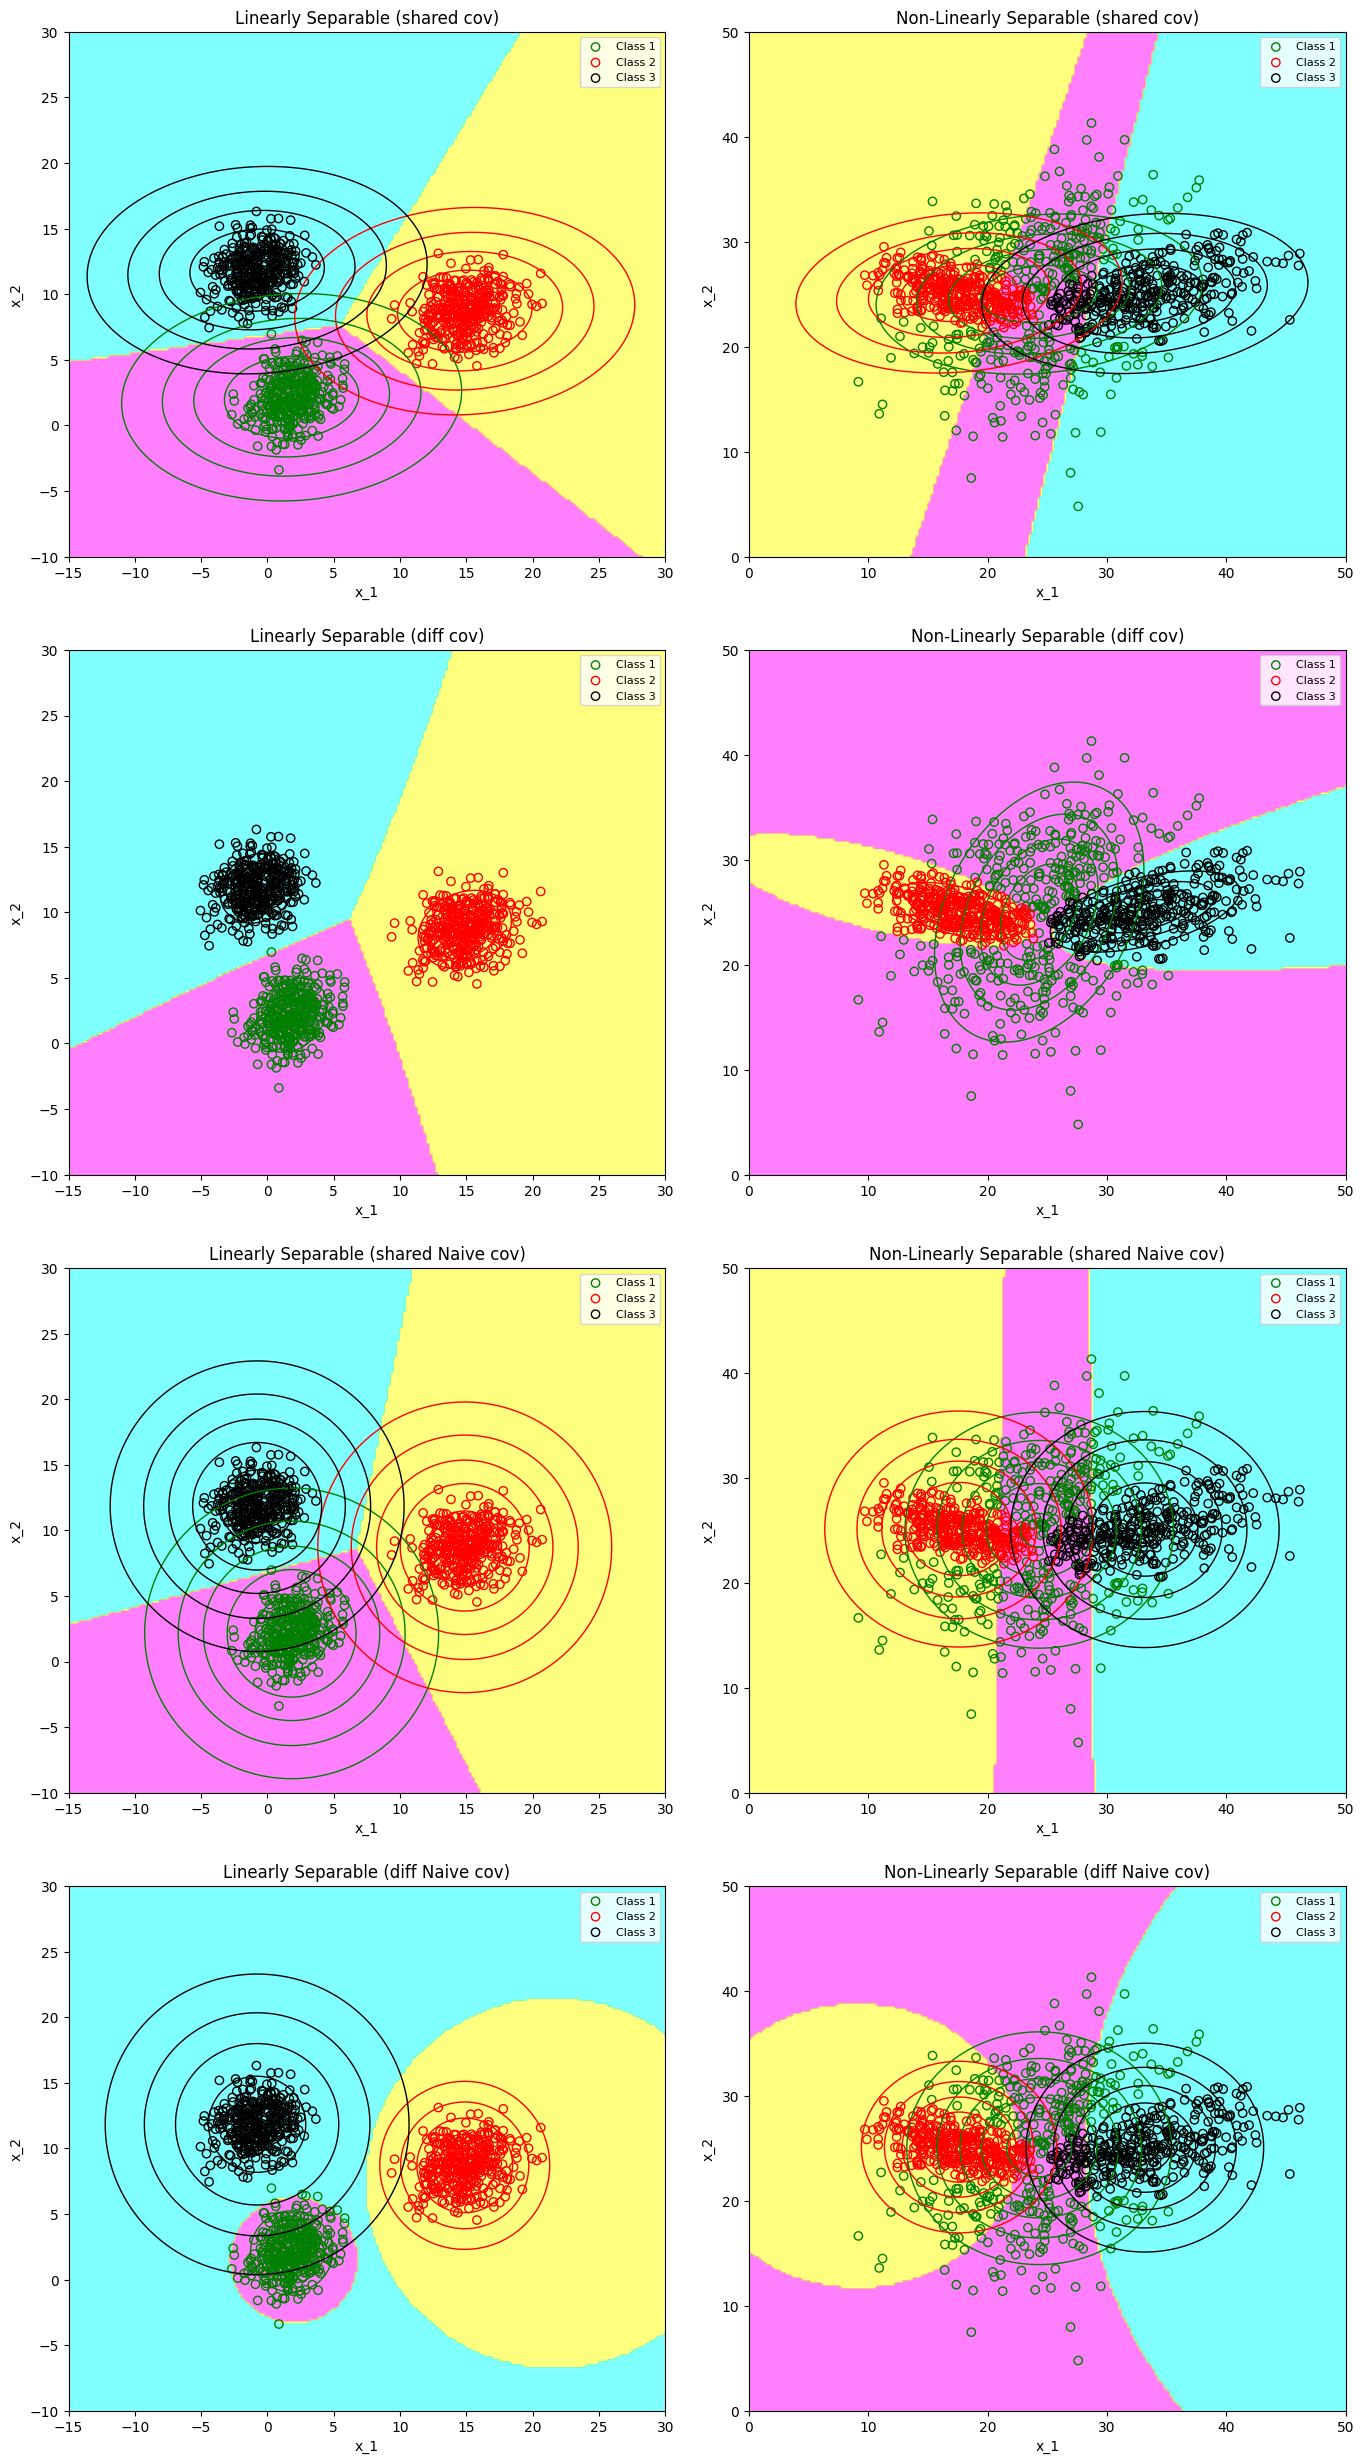 Linearly Separable (shared cov)
30
25
20
15
10
5
0
−5
−10
x_2
−15 −10 −5 0 5 10 15 20 25 30
x_1
Class 1
Class 2
Class 3
Non-Linearly Separable (shared cov)
50
40
30
20
10
0
x_2
0 10 20 30 40 50
x_1
Class 1
Class 2
Class 3
Linearly Separable (diff cov)
30
25
20
15
10
5
0
−5
−10
x_2
−15 −10 −5 0 5 10 15 20 25 30
x_1
Class 1
Class 2
Class 3
Non-Linearly Separable (diff cov)
50
40
30
20
10
0
x_2
0 10 20 30 40 50
x_1
Class 1
Class 2
Class 3
Linearly Separable (shared Naive cov)
30
25
20
15
10
5
0
−5
−10
x_2
−15 −10 −5 0 5 10 15 20 25 30
x_1
Class 1
Class 2
Class 3
Non-Linearly Separable (shared Naive cov)
50
40
30
20
10
0
x_2
0 10 20 30 40 50
x_1
Class 1
Class 2
Class 3
Linearly Separable (diff Naive cov)
30
25
20
15
10
5
0
−5
−10
x_2
−15 −10 −5 0 5 10 15 20 25 30
x_1
Class 1
Class 2
Class 3
Non-Linearly Separable (diff Naive cov)
50
40
30
20
10
0
x_2
0 10 20 30 40 50
x_1
Class 1
Class 2
Class 3